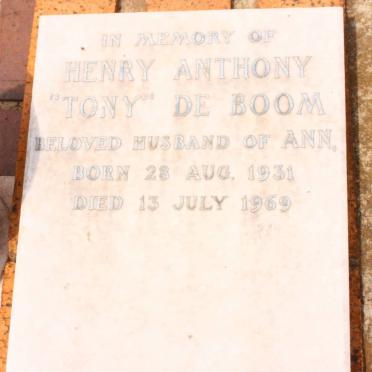 IN MEMORY OF
HENRY ANTHONY
"TONY" DE BOOM
BELOVED HUSBAND OF ANN,
BORN 28 AUG. 1931
DIED 13 JULY 1969